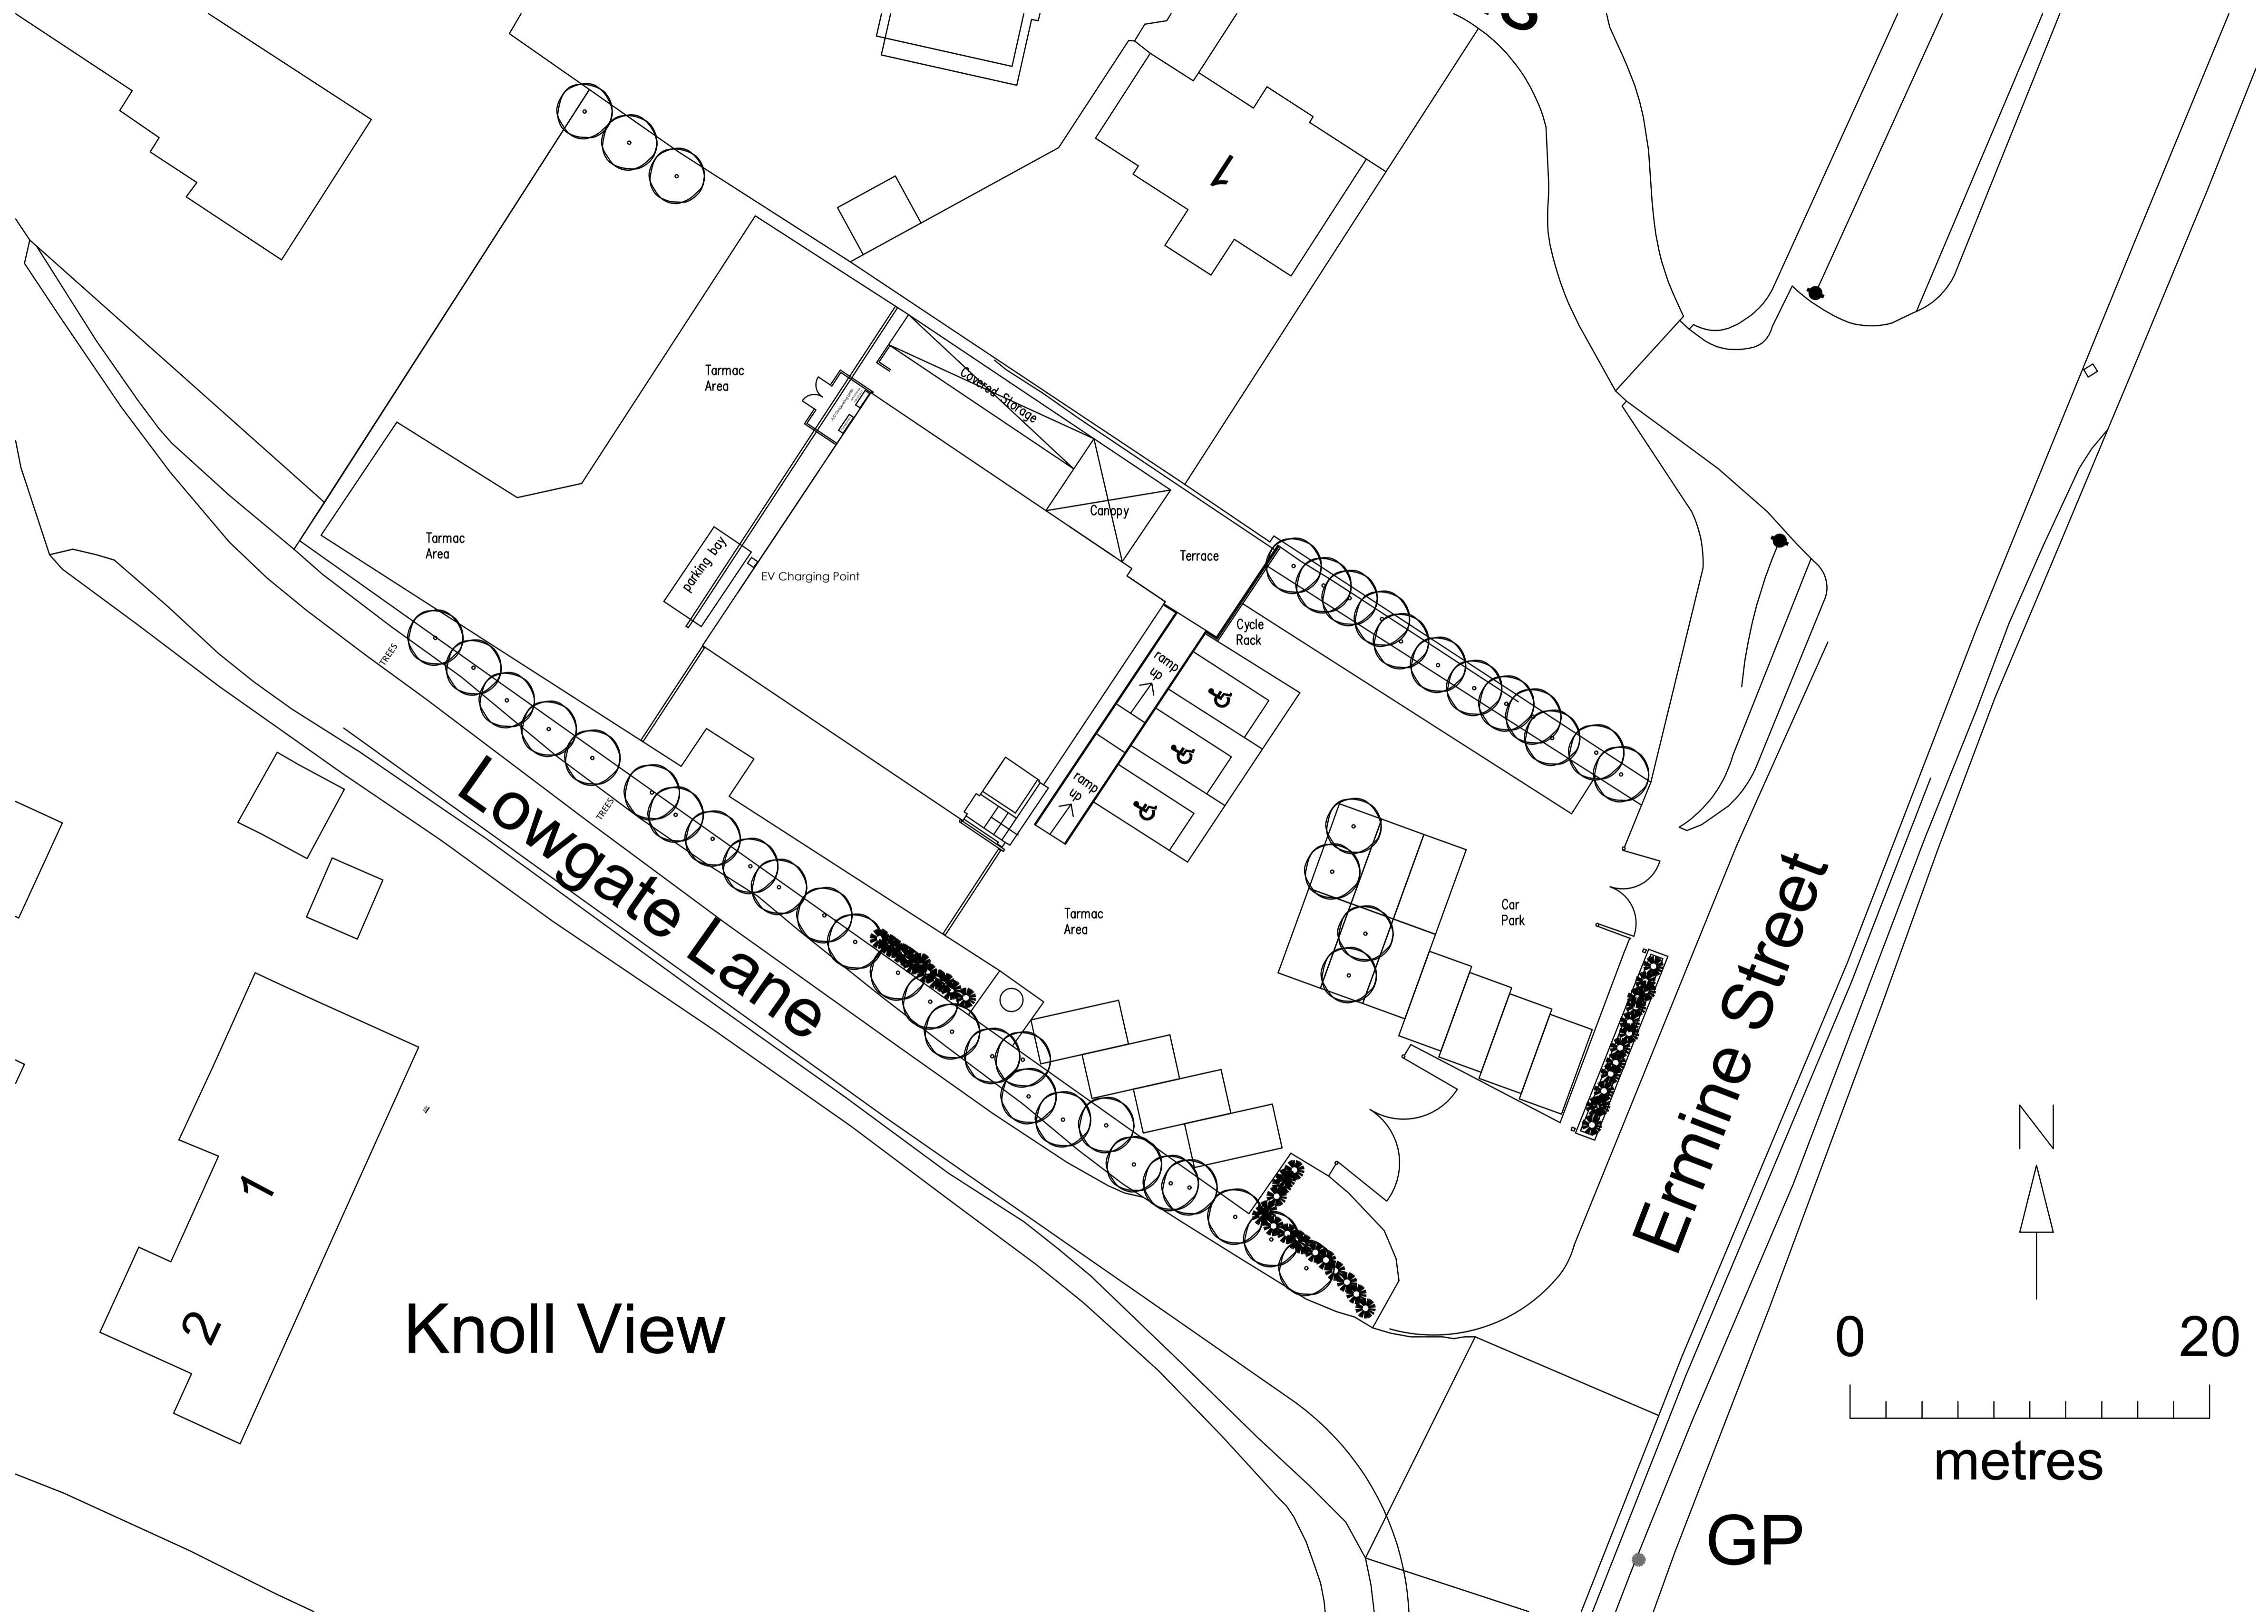 1
Tarmac
Area
Covered Storage
Canopy
Tarmac
Area
Terrace
parking bay
EV Charging Point
Cycle
Rack
TREES
ramp
up
ramp
up
TREES
Lowgate Lane
Tarmac
Area
Car
Park
Ermine Street
1
2
Knoll View
N
0 20
metres
GP